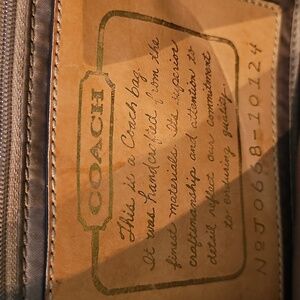 COACH
This is a Coach bag.
It was handcrafted from the
finest materials. Its superior
craftsmanship and attention to
detail reflect our commitment
to enduring quality.
Nº J0668-10124